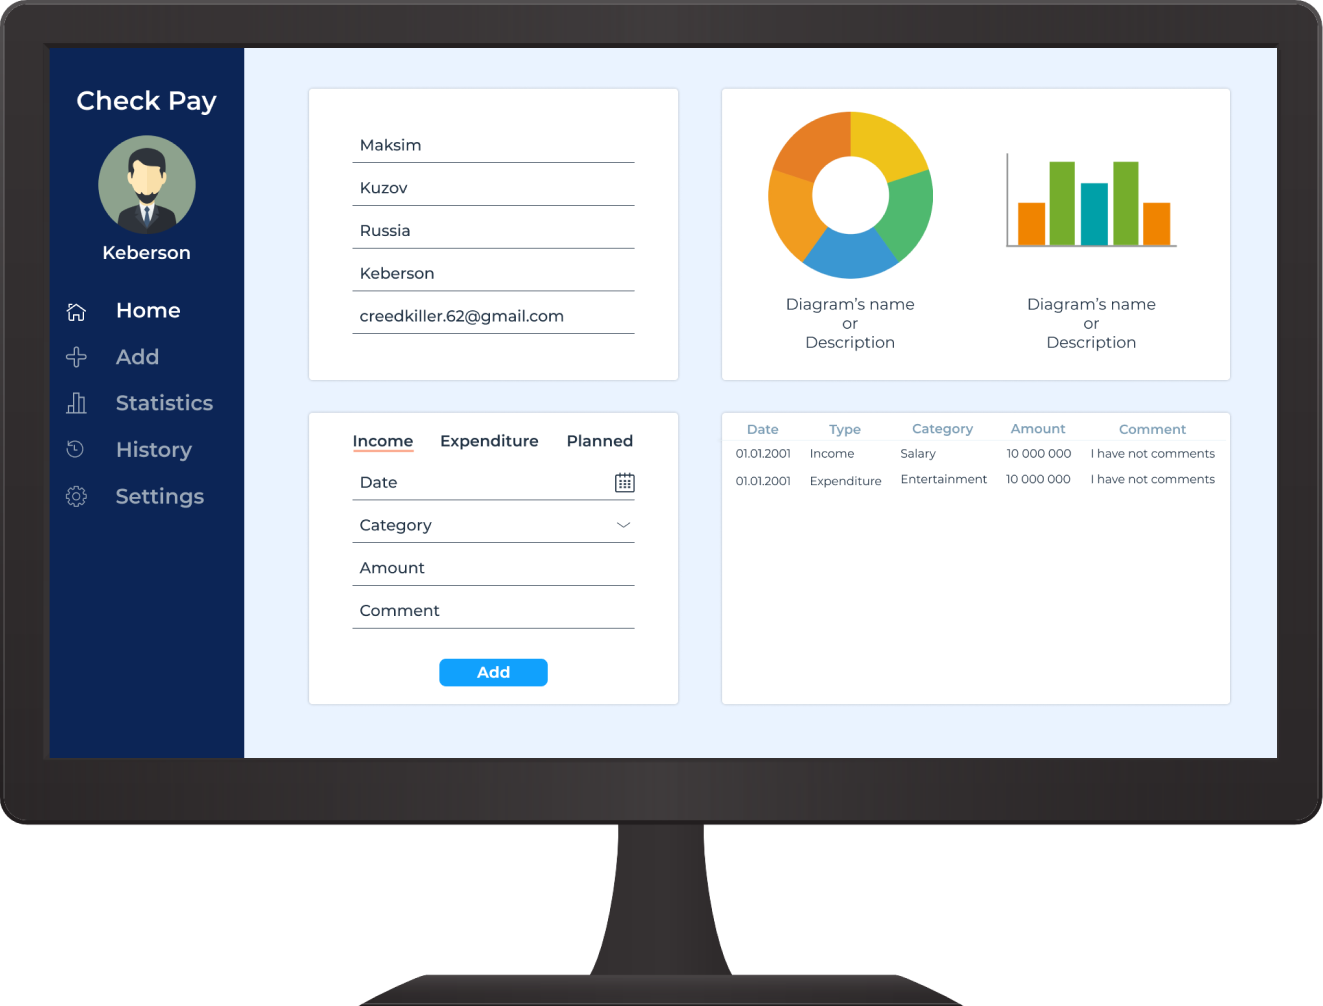 Check Pay
Keberson
Home
Add
Statistics
History
Settings
Maksim
Kuzov
Russia
Keberson
creedkiller.62@gmail.com
Diagram's name
or
Description
Diagram's name
or
Description
Income Expenditure Planned
Date
Category
Amount
Comment
Add
Date Type Category Amount Comment
01.01.2001 Income Salary 10 000 000 I have not comments
01.01.2001 Expenditure Entertainment 10 000 000 I have not comments